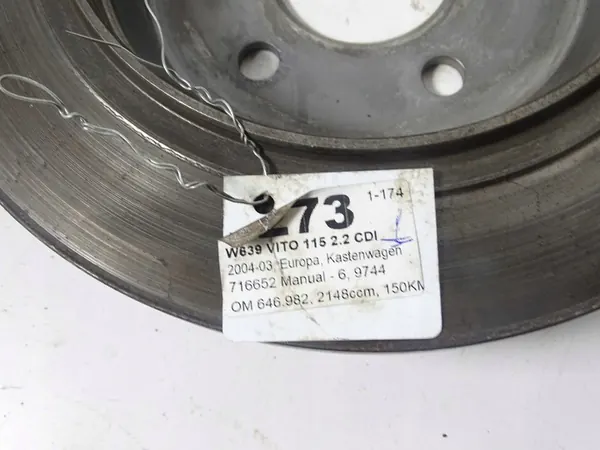 273
1-174
W639 VITO 115 2.2 CDI
2004-03, Europa, Kastenwagen
716652 Manual - 6, 9744
OM 646.982, 2148ccm, 150KM